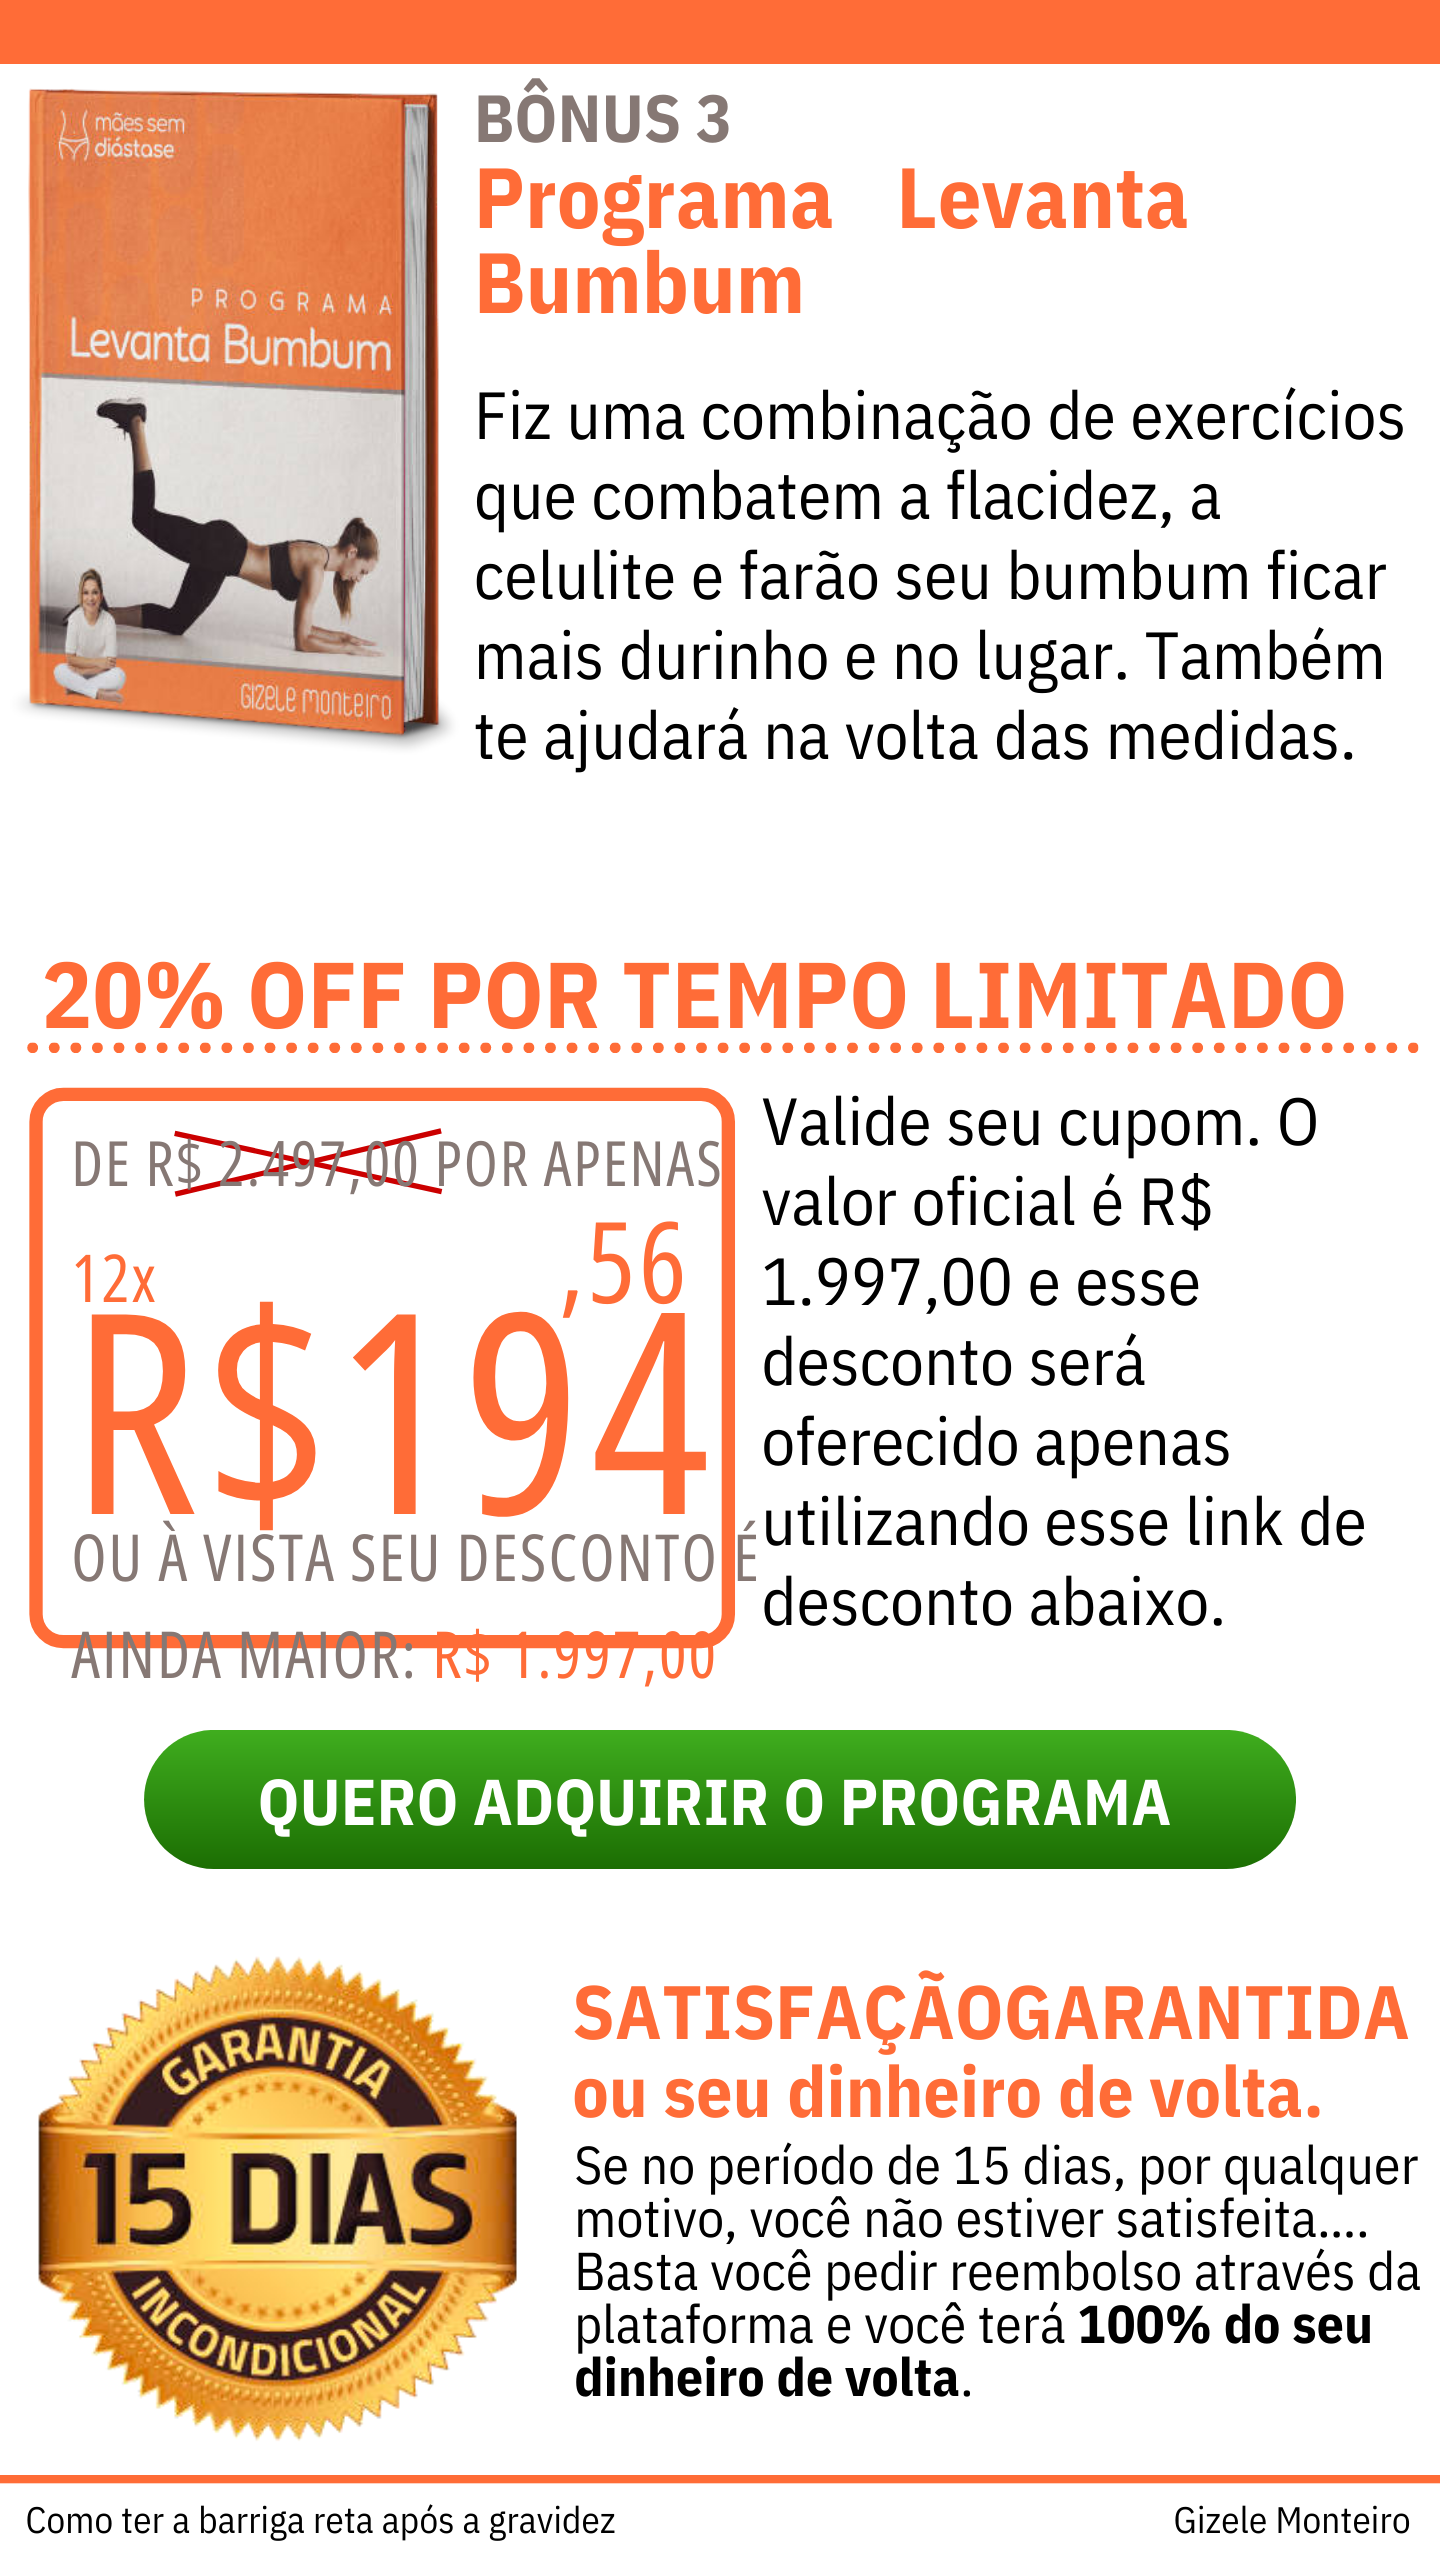 mães sem
diástase
PROGRAMA
Levanta Bumbum
GIZELE MONTEIRO
BÔNUS 3
Programa Levanta
Bumbum
Fiz uma combinação de exercícios
que combatem a flacidez, a
celulite e farão seu bumbum ficar
mais durinho e no lugar. Também
te ajudará na volta das medidas.
20% OFF POR TEMPO LIMITADO
DE R$ 2.497,00 POR APENAS
12x
R$194
,56
OU À VISTA SEU DESCONTO É
AINDA MAIOR: R$ 1.997,00
Valide seu cupom. O
valor oficial é R$
1.997,00 e esse
desconto será
oferecido apenas
utilizando esse link de
desconto abaixo.
QUERO ADQUIRIR O PROGRAMA
GARANTIA
15 DIAS
INCONDICIONAL
SATISFAÇÃOGARANTIDA
ou seu dinheiro de volta.
Se no período de 15 dias, por qualquer
motivo, você não estiver satisfeita....
Basta você pedir reembolso através da
plataforma e você terá 100% do seu
dinheiro de volta.
Como ter a barriga reta após a gravidez
Gizele Monteiro